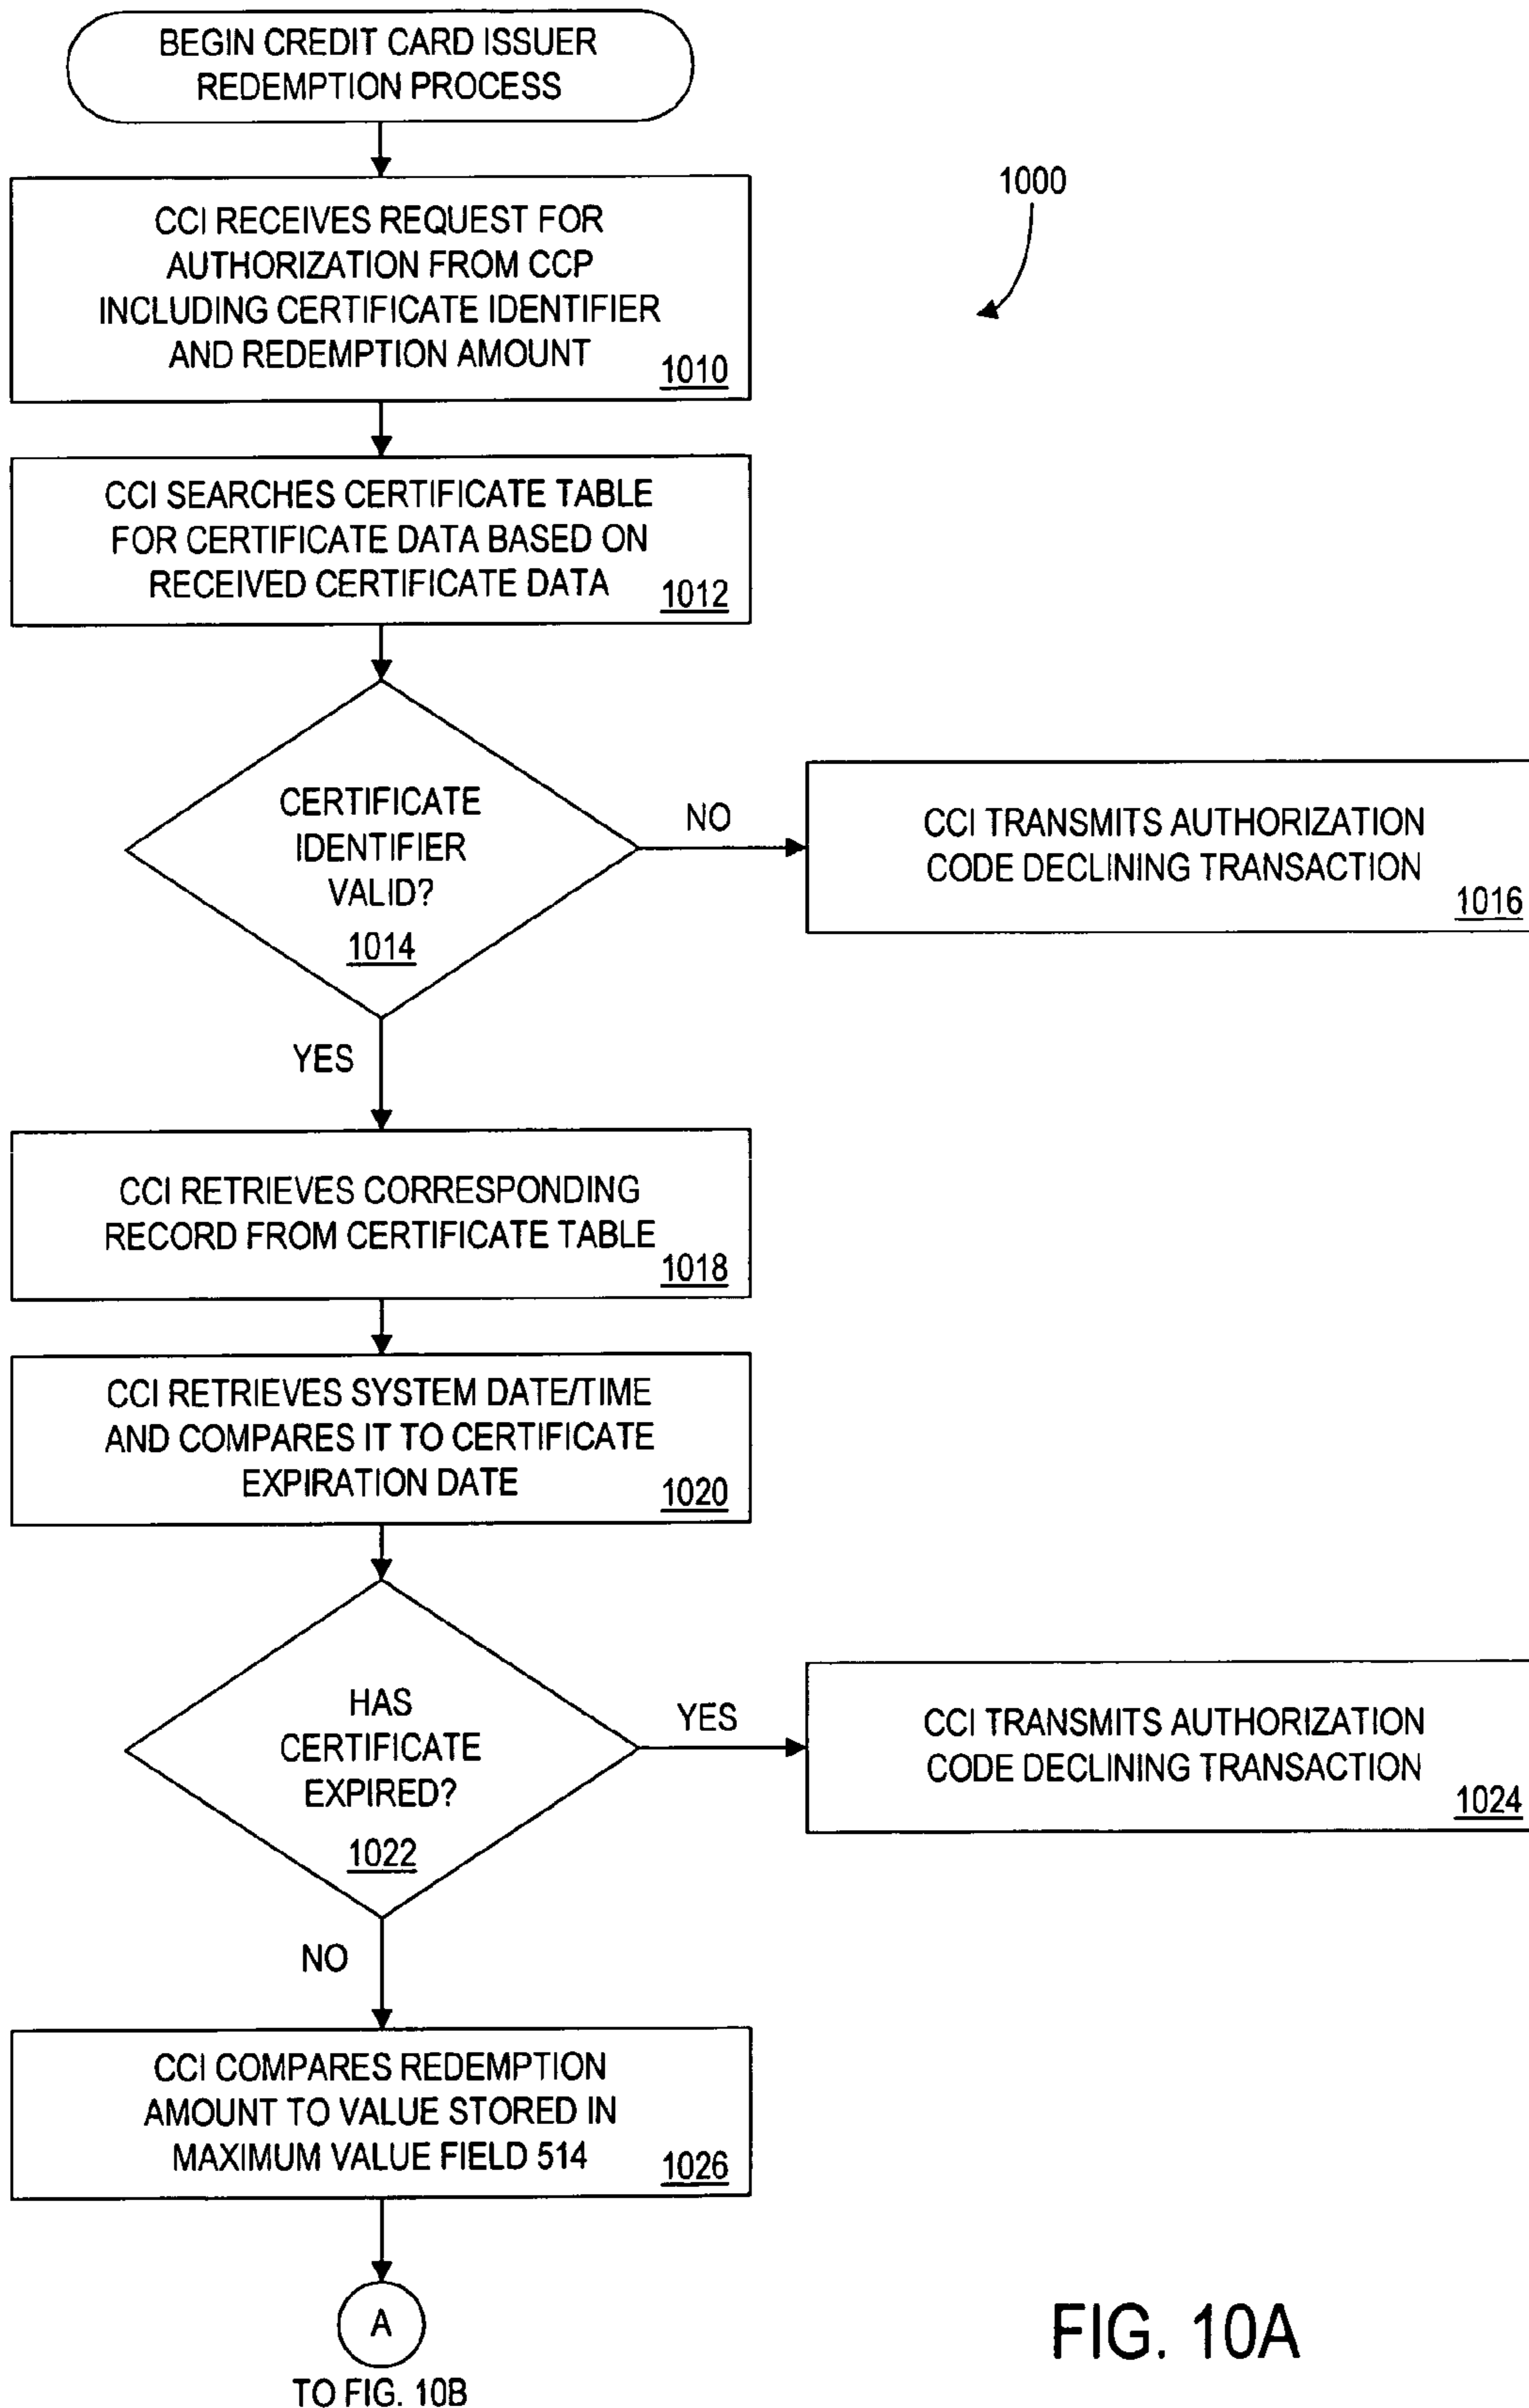 BEGIN CREDIT CARD ISSUER
REDEMPTION PROCESS
1000
CCI RECEIVES REQUEST FOR
AUTHORIZATION FROM CCP
INCLUDING CERTIFICATE IDENTIFIER
AND REDEMPTION AMOUNT
1010
CCI SEARCHES CERTIFICATE TABLE
FOR CERTIFICATE DATA BASED ON
RECEIVED CERTIFICATE DATA
1012
CERTIFICATE
IDENTIFIER
VALID?
1014
NO
CCI TRANSMITS AUTHORIZATION
CODE DECLINING TRANSACTION
1016
YES
CCI RETRIEVES CORRESPONDING
RECORD FROM CERTIFICATE TABLE
1018
CCI RETRIEVES SYSTEM DATE/TIME
AND COMPARES IT TO CERTIFICATE
EXPIRATION DATE
1020
HAS
CERTIFICATE
EXPIRED?
1022
YES
CCI TRANSMITS AUTHORIZATION
CODE DECLINING TRANSACTION
1024
NO
CCI COMPARES REDEMPTION
AMOUNT TO VALUE STORED IN
MAXIMUM VALUE FIELD 514
1026
A
TO FIG. 10B
FIG. 10A